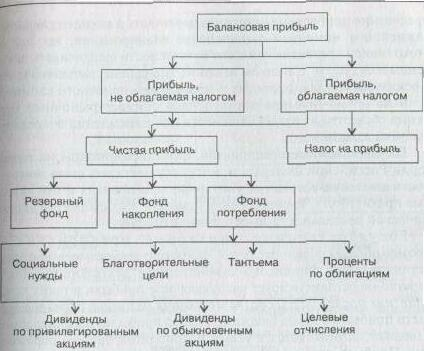 Балансовая прибыль
Прибыль,
не облагаемая налогом
Прибыль,
облагаемая налогом
Чистая прибыль
Налог на прибыль
Резервный
фонд
Фонд
накопления
Фонд
потребления
Социальные
нужды
Благотворительные
цели
Тантьема
Проценты
по облигациям
Дивиденды
по привилегированным
акциям
Дивиденды
по обыкновенным
акциям
Целевые
отчисления